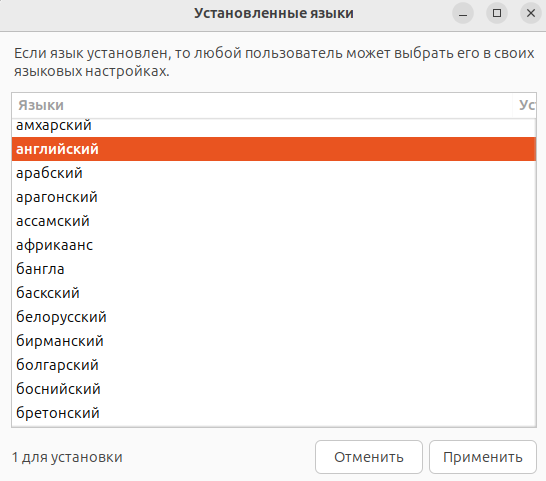 Установленные языки
Если язык установлен, то любой пользователь может выбрать его в своих
языковых настройках.
Языки Ус
амхарский
английский
арабский
арагонский
ассамский
африкаанс
бангла
баскский
белорусский
бирманский
болгарский
боснийский
бретонский
1 для установки Отменить Применить